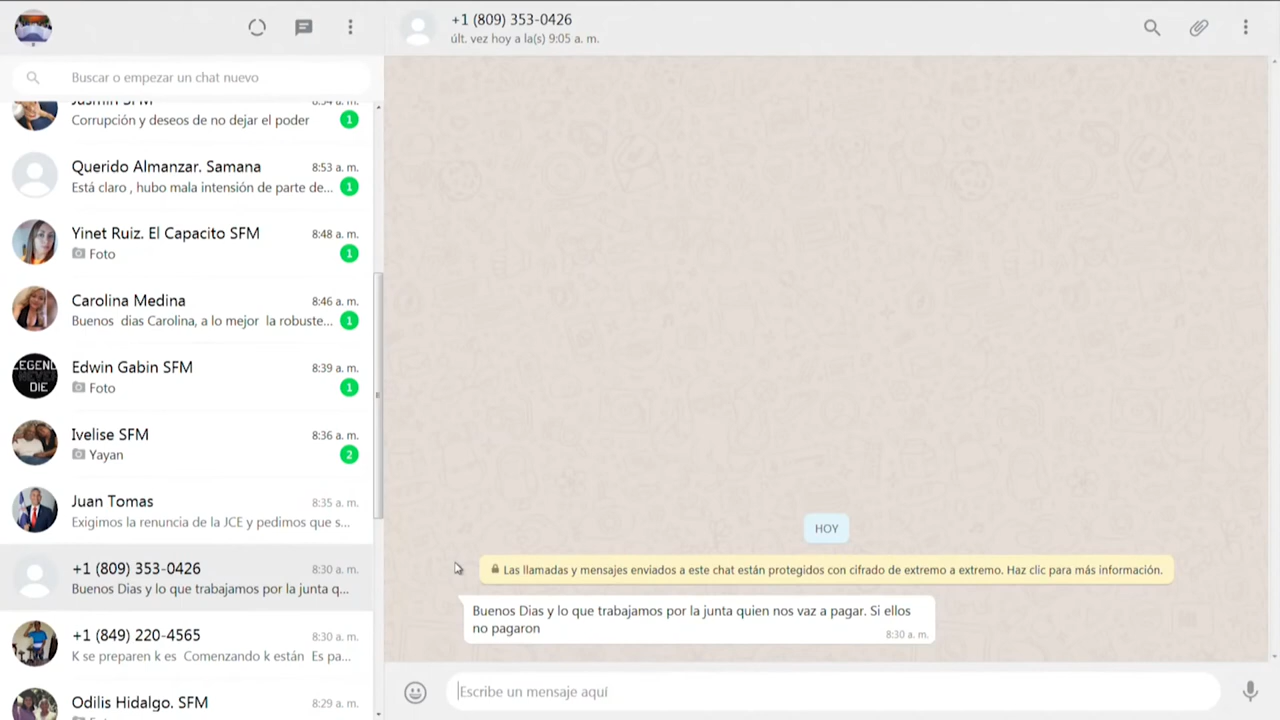 +1 (809) 353-0426
últ. vez hoy a la(s) 9:05 a. m.
Buscar o empezar un chat nuevo
Jasmin SFM
8:54 a. m.
Corrupción y deseos de no dejar el poder
1
Querido Almanzar. Samana
8:53 a. m.
Está claro , hubo mala intensión de parte de...
1
Yinet Ruiz. El Capacito SFM
8:48 a. m.
Foto
1
Carolina Medina
8:46 a. m.
Buenos dias Carolina, a lo mejor la robuste...
1
LEGENDS
NEVER
DIE
Edwin Gabin SFM
8:39 a. m.
Foto
1
Ivelise SFM
8:36 a. m.
Yayan
2
Juan Tomas
8:35 a. m.
Exigimos la renuncia de la JCE y pedimos que s...
+1 (809) 353-0426
8:30 a. m.
Buenos Dias y lo que trabajamos por la junta q...
+1 (849) 220-4565
8:30 a. m.
K se preparen k es Comenzando k están Es pa...
Odilis Hidalgo. SFM
8:29 a. m.
HOY
Las llamadas y mensajes enviados a este chat están protegidos con cifrado de extremo a extremo. Haz clic para más información.
Buenos Dias y lo que trabajamos por la junta quien nos vaz a pagar. Si ellos
no pagaron
8:30 a. m.
Escribe un mensaje aquí